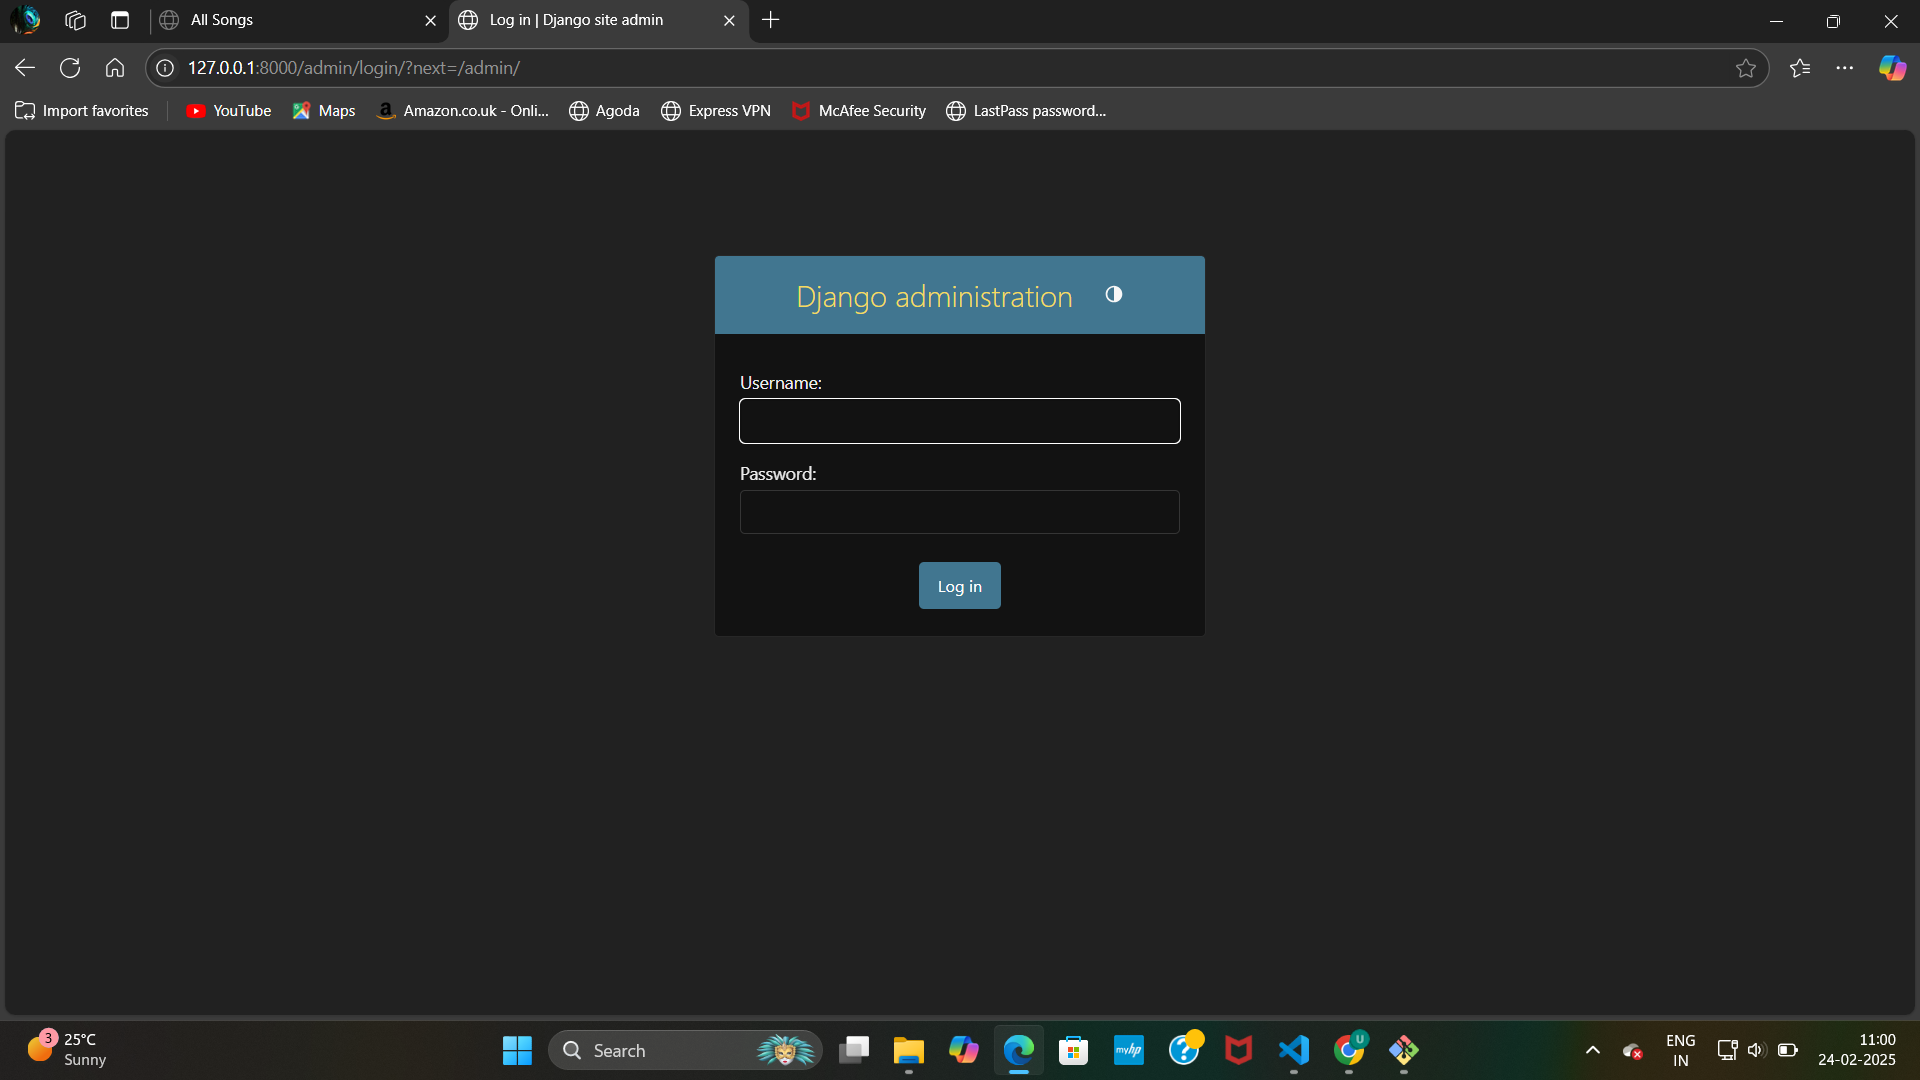 All Songs
Log in | Django site admin
127.0.0.1:8000/admin/login/?next=/admin/
Import favorites
YouTube
Maps
Amazon.co.uk - Onli...
Agoda
Express VPN
McAfee Security
LastPass password...
Django administration
Username:
Password:
Log in
3
25°C
Sunny
Search
myhp
U
ENG
IN
11:00
24-02-2025